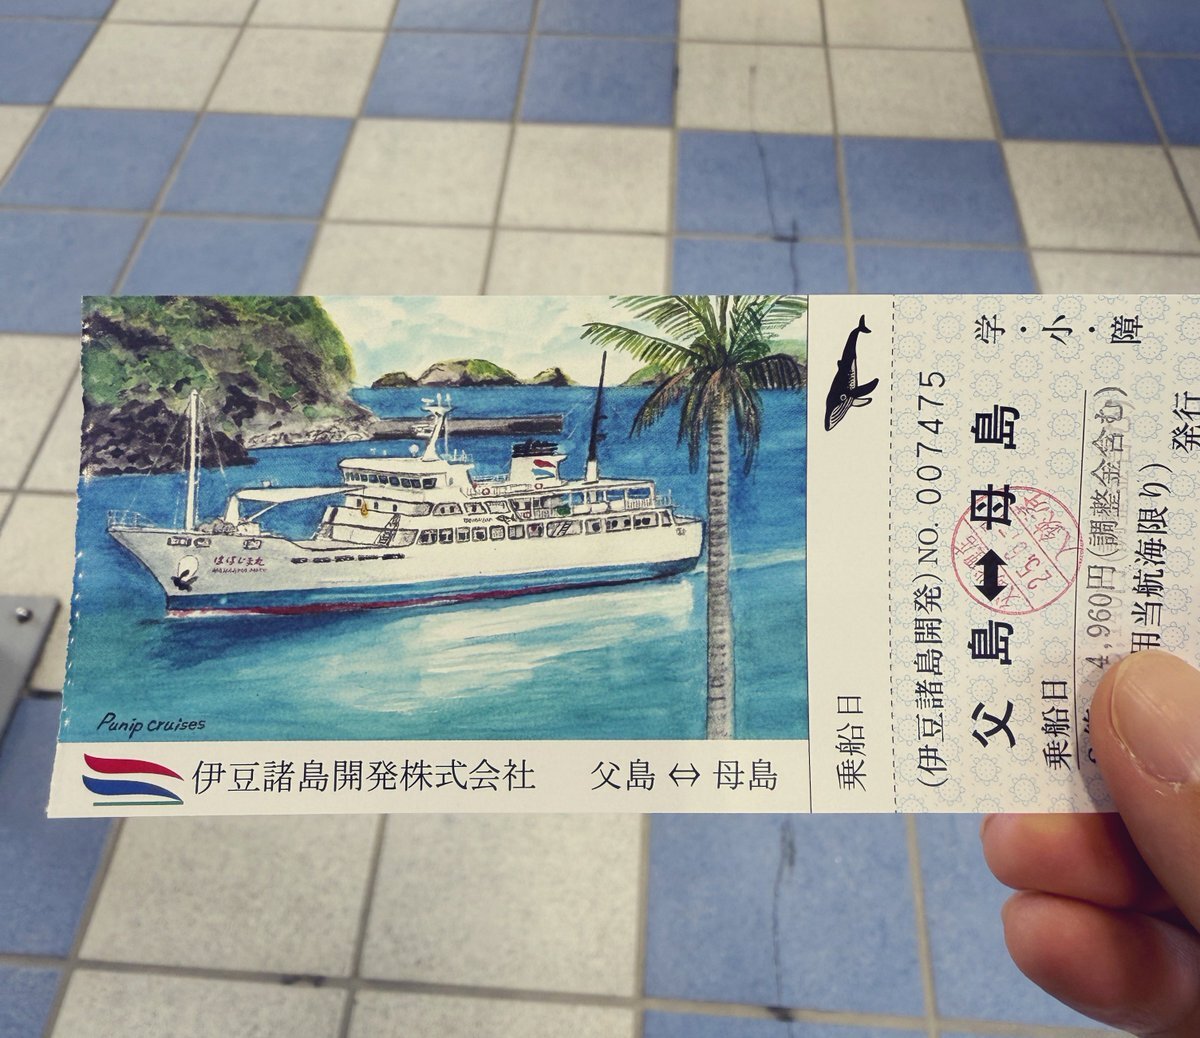 ははじま丸
Punip cruises
伊豆諸島開発株式会社 父島 ⇔ 母島
乗船日
(伊豆諸島開発)NO.007475
父島⬌母島
学・小・障
乗船日
4,960円(調整金含む)
用当航海限り)
発行